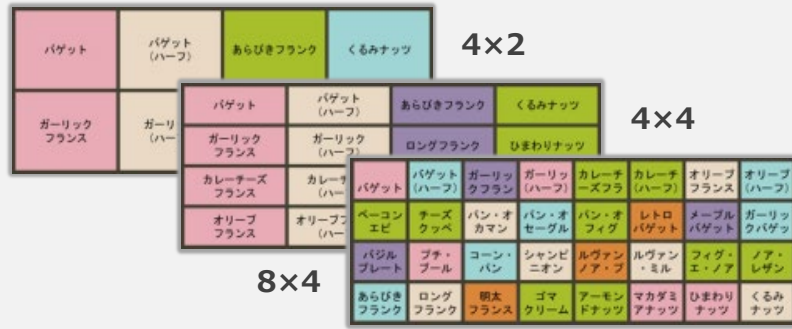 バゲット
バゲット
(ハーフ)
あらびきフランク
くるみナッツ
4×2
ガーリック
フランス
バゲット
バゲット
(ハーフ)
あらびきフランク
くるみナッツ
4×4
ガーリック
フランス
ガーリック
(ハーフ)
ロングフランク
ひまわりナッツ
カレーチーズ
フランス
オリーブ
フランス
8×4
バゲット
バゲット
(ハーフ)
ガーリッ
クフラン
ガーリッ
(ハーフ)
カレーチ
ーズフラ
カレーチ
(ハーフ)
オリーブ
フランス
オリーブ
(ハーフ)
ベーコン
エピ
チーズ
クッペ
パン・オ
カマン
パン・オ
セーグル
パン・オ
フィグ
レトロ
バゲット
メープル
バゲット
ガーリッ
クバゲッ
バジル
ブレート
プチ・
ブール
コーン・
パン
シャンピ
ニオン
ルヴァン
ノア・ブ
ルヴァン
・ミル
フィグ・
エ・ノア
ノア・
レザン
あらびき
フランク
ロング
フランク
明太
フランス
ゴマ
クリーム
アーモン
ドナッツ
マカダミ
アナッツ
ひまわり
ナッツ
くるみ
ナッツ